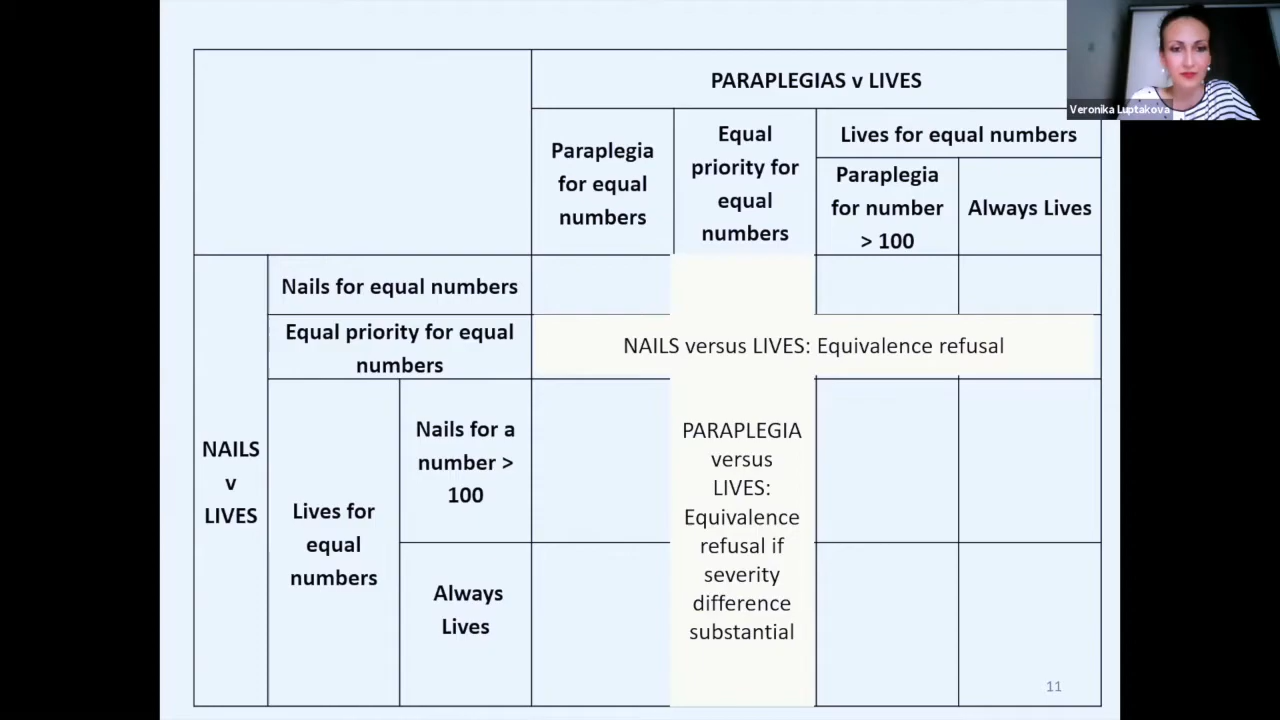 PARAPLEGIAS v LIVES
Veronika Luptakova
Paraplegia
for equal
numbers
Equal
priority for
equal
numbers
Lives for equal numbers
Paraplegia
for number
> 100
Always Lives
NAILS
v
LIVES
Nails for equal numbers
Equal priority for equal
numbers
NAILS versus LIVES: Equivalence refusal
Lives for
equal
numbers
Nails for a
number >
100
Always
Lives
PARAPLEGIA
versus
LIVES:
Equivalence
refusal if
severity
difference
substantial
11